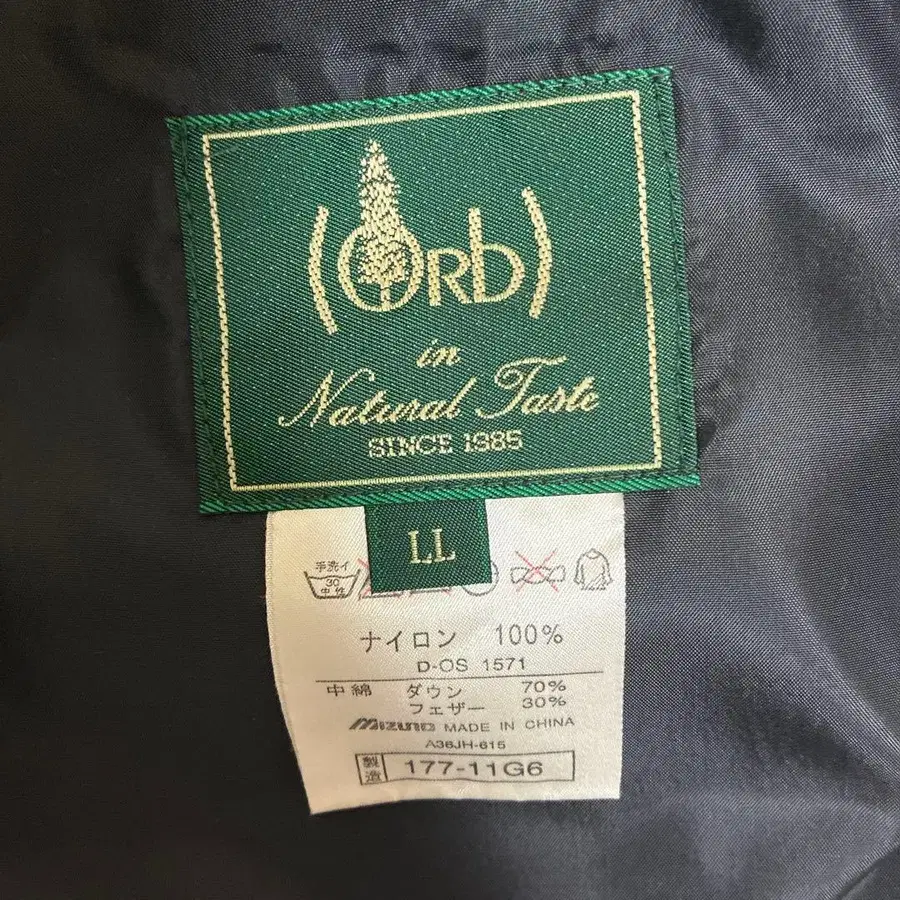 (Orb)
in
Natural Taste
SINCE 1985
LL
手洗イ
30
中性
ナイロン 100%
D-OS 1571
中綿 ダウン 70%
フェザー 30%
MIZUNO MADE IN CHINA
A36JH-615
製造 177-11G6